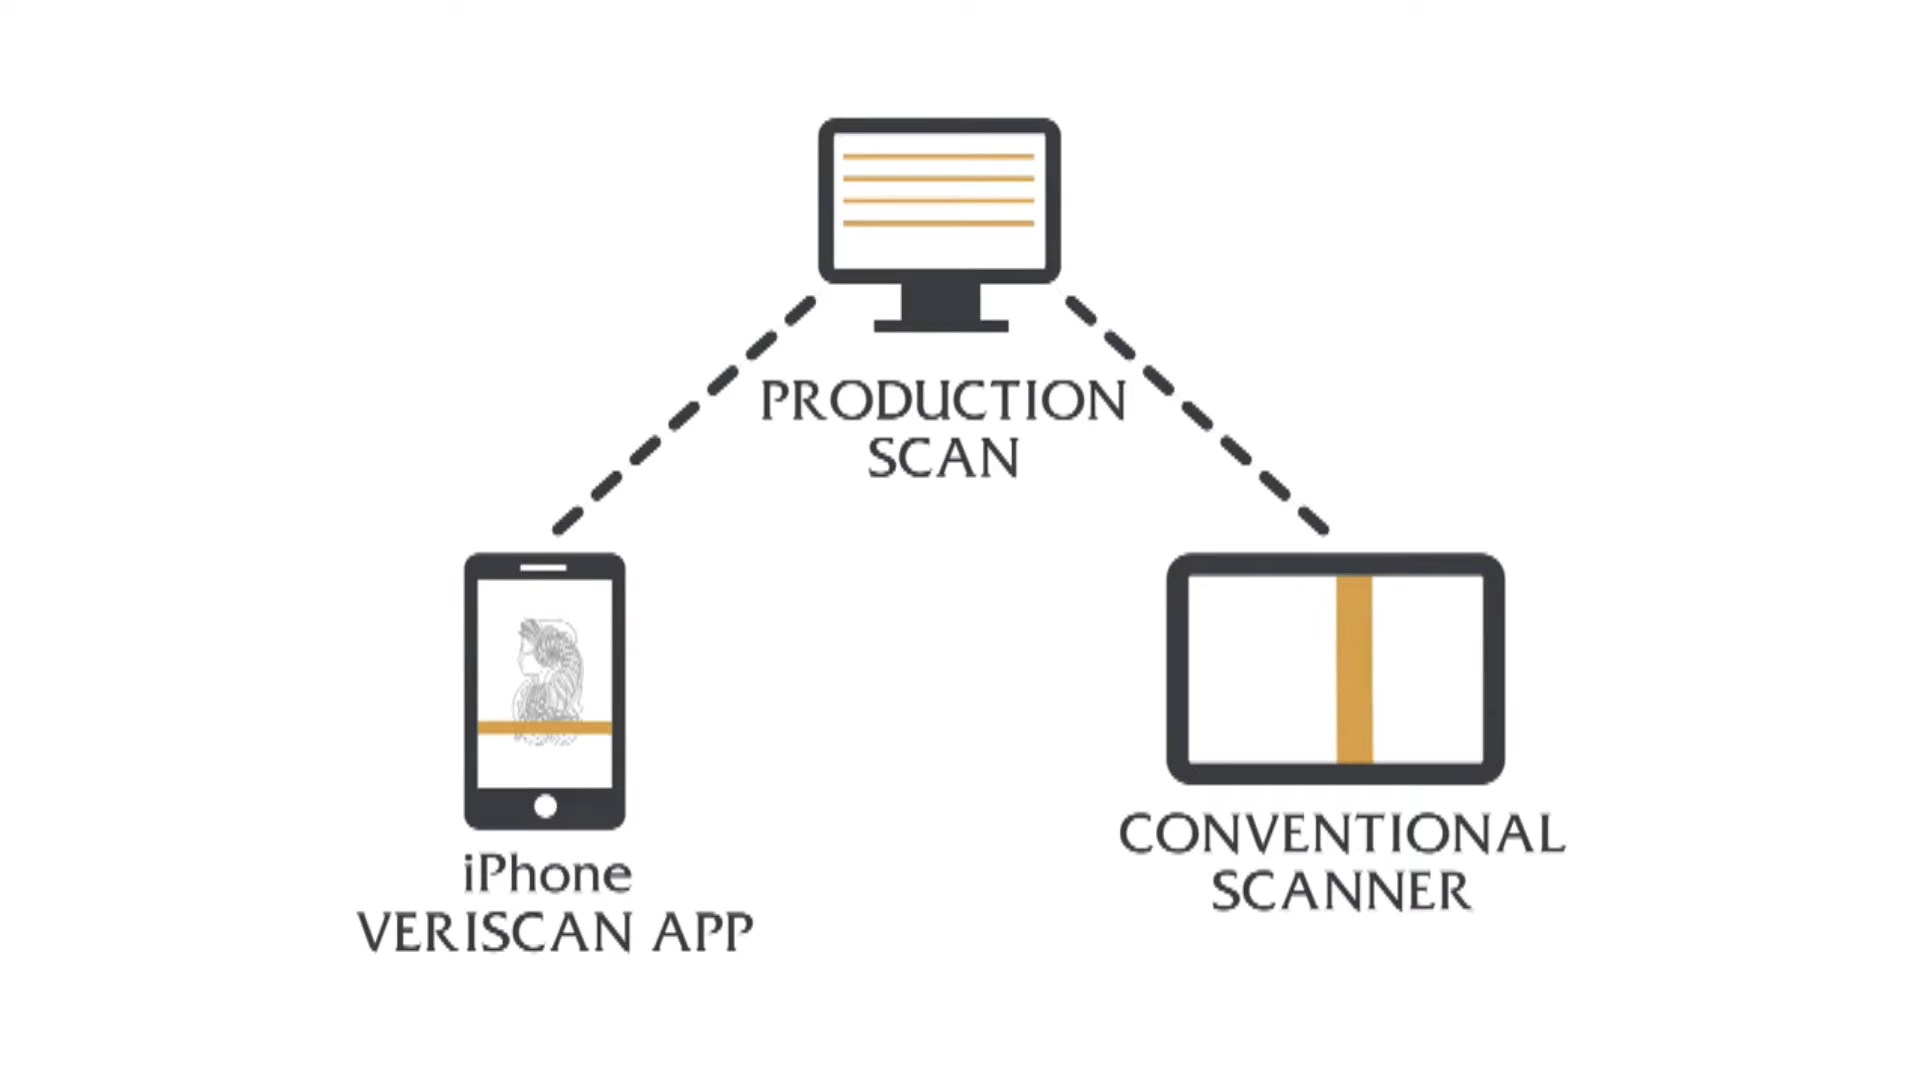 PRODUCTION
SCAN
iPhone
VERISCAN APP
CONVENTIONAL
SCANNER